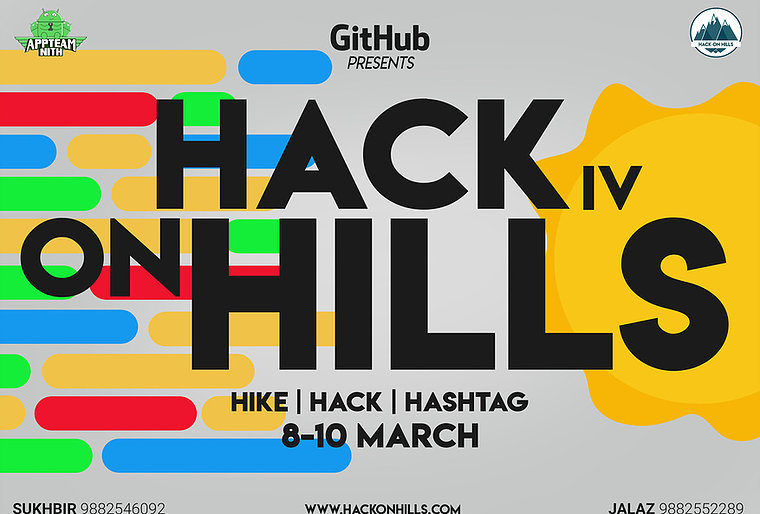 APPTEAM
NITH
GitHub
PRESENTS
HACK-ON HILLS
HACK IV
ON HILLS
HIKE | HACK | HASHTAG
8-10 MARCH
SUKHBIR 9882546092
WWW.HACKONHILLS.COM
JALAZ 9882552289